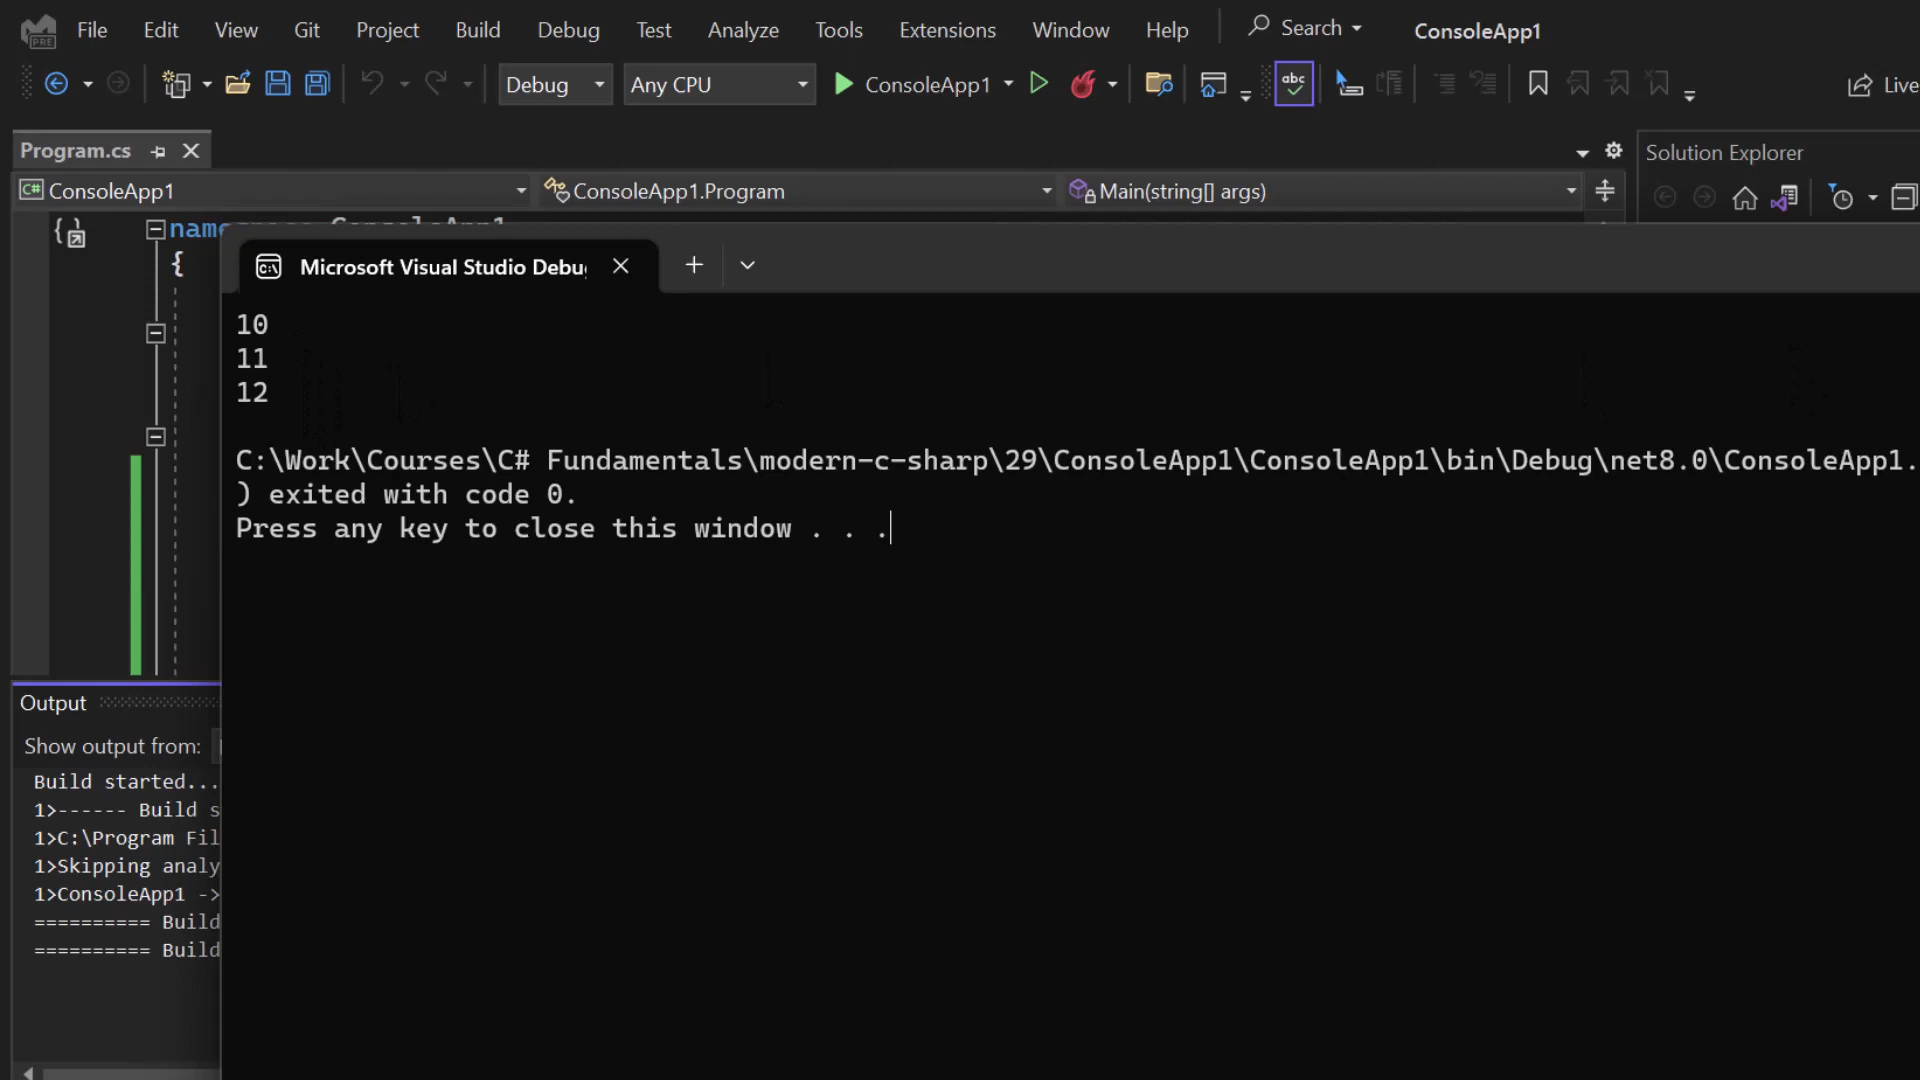 PRE
File Edit View Git Project Build Debug Test Analyze Tools Extensions Window Help Search ConsoleApp1
Debug Any CPU ConsoleApp1 abc Live
Program.cs
Solution Explorer
C# ConsoleApp1 ConsoleApp1.Program Main(string[] args)
namespace ConsoleApp1
{
Microsoft Visual Studio Debu
10
11
12
C:\Work\Courses\C# Fundamentals\modern-c-sharp\29\ConsoleApp1\ConsoleApp1\bin\Debug\net8.0\ConsoleApp1.
) exited with code 0.
Press any key to close this window . . .
Output
Show output from:
Build started...
1>------ Build s
1>C:\Program Fil
1>Skipping analy
1>ConsoleApp1 ->
========== Build
========== Build